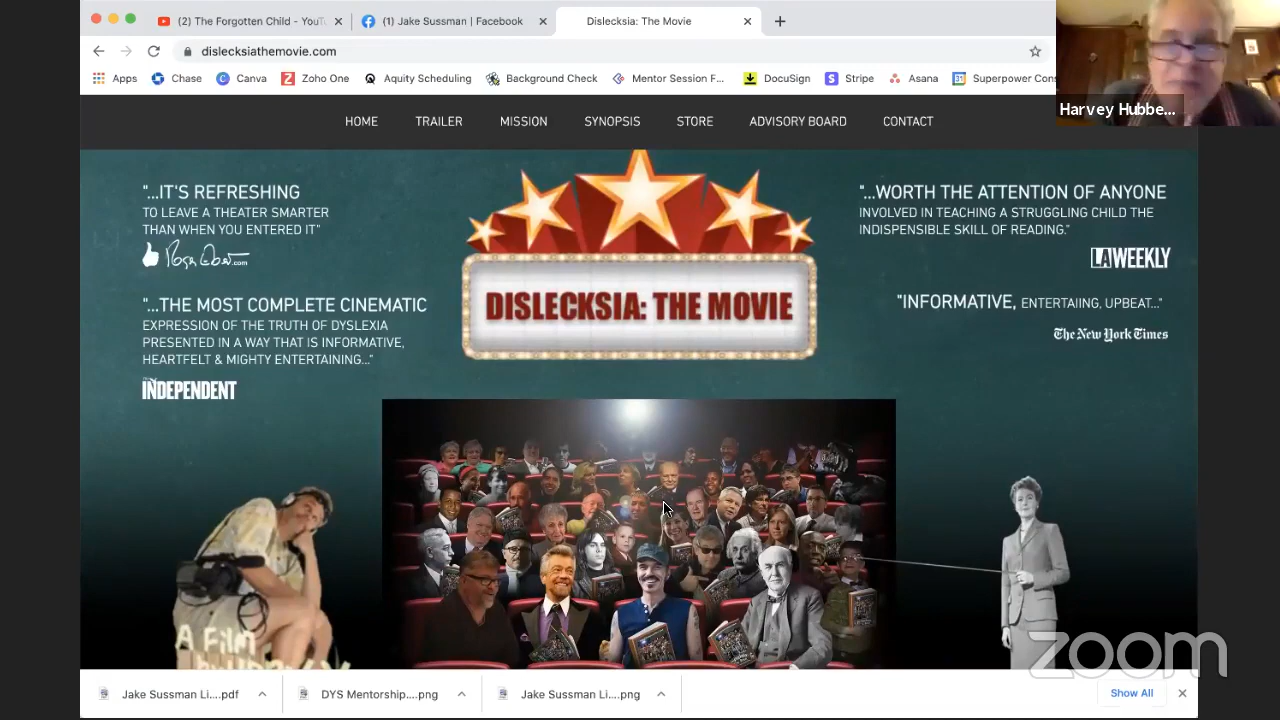 (2) The Forgotten Child - YouT
(1) Jake Sussman | Facebook
Dislecksia: The Movie
dislecksiathemovie.com
Apps
Chase
Canva
Zoho One
Acquity Scheduling
Background Check
Mentor Session F...
DocuSign
Stripe
Asana
Superpower Cons
Harvey Hubbe...
HOME
TRAILER
MISSION
SYNOPSIS
STORE
ADVISORY BOARD
CONTACT
"...IT'S REFRESHING
TO LEAVE A THEATER SMARTER
THAN WHEN YOU ENTERED IT"
.com
"...THE MOST COMPLETE CINEMATIC
EXPRESSION OF THE TRUTH OF DYSLEXIA
PRESENTED IN A WAY THAT IS INFORMATIVE,
HEARTFELT & MIGHTY ENTERTAINING..."
INDEPENDENT
DISLECKSIA: THE MOVIE
"...WORTH THE ATTENTION OF ANYONE
INVOLVED IN TEACHING A STRUGGLING CHILD THE
INDISPENSIBLE SKILL OF READING."
LAWEEKLY
"INFORMATIVE, ENTERTAIING, UPBEAT..."
The New York Times
A FILM
zoom
Jake Sussman Li....pdf
DYS Mentorship....png
Jake Sussman Li....png
Show All